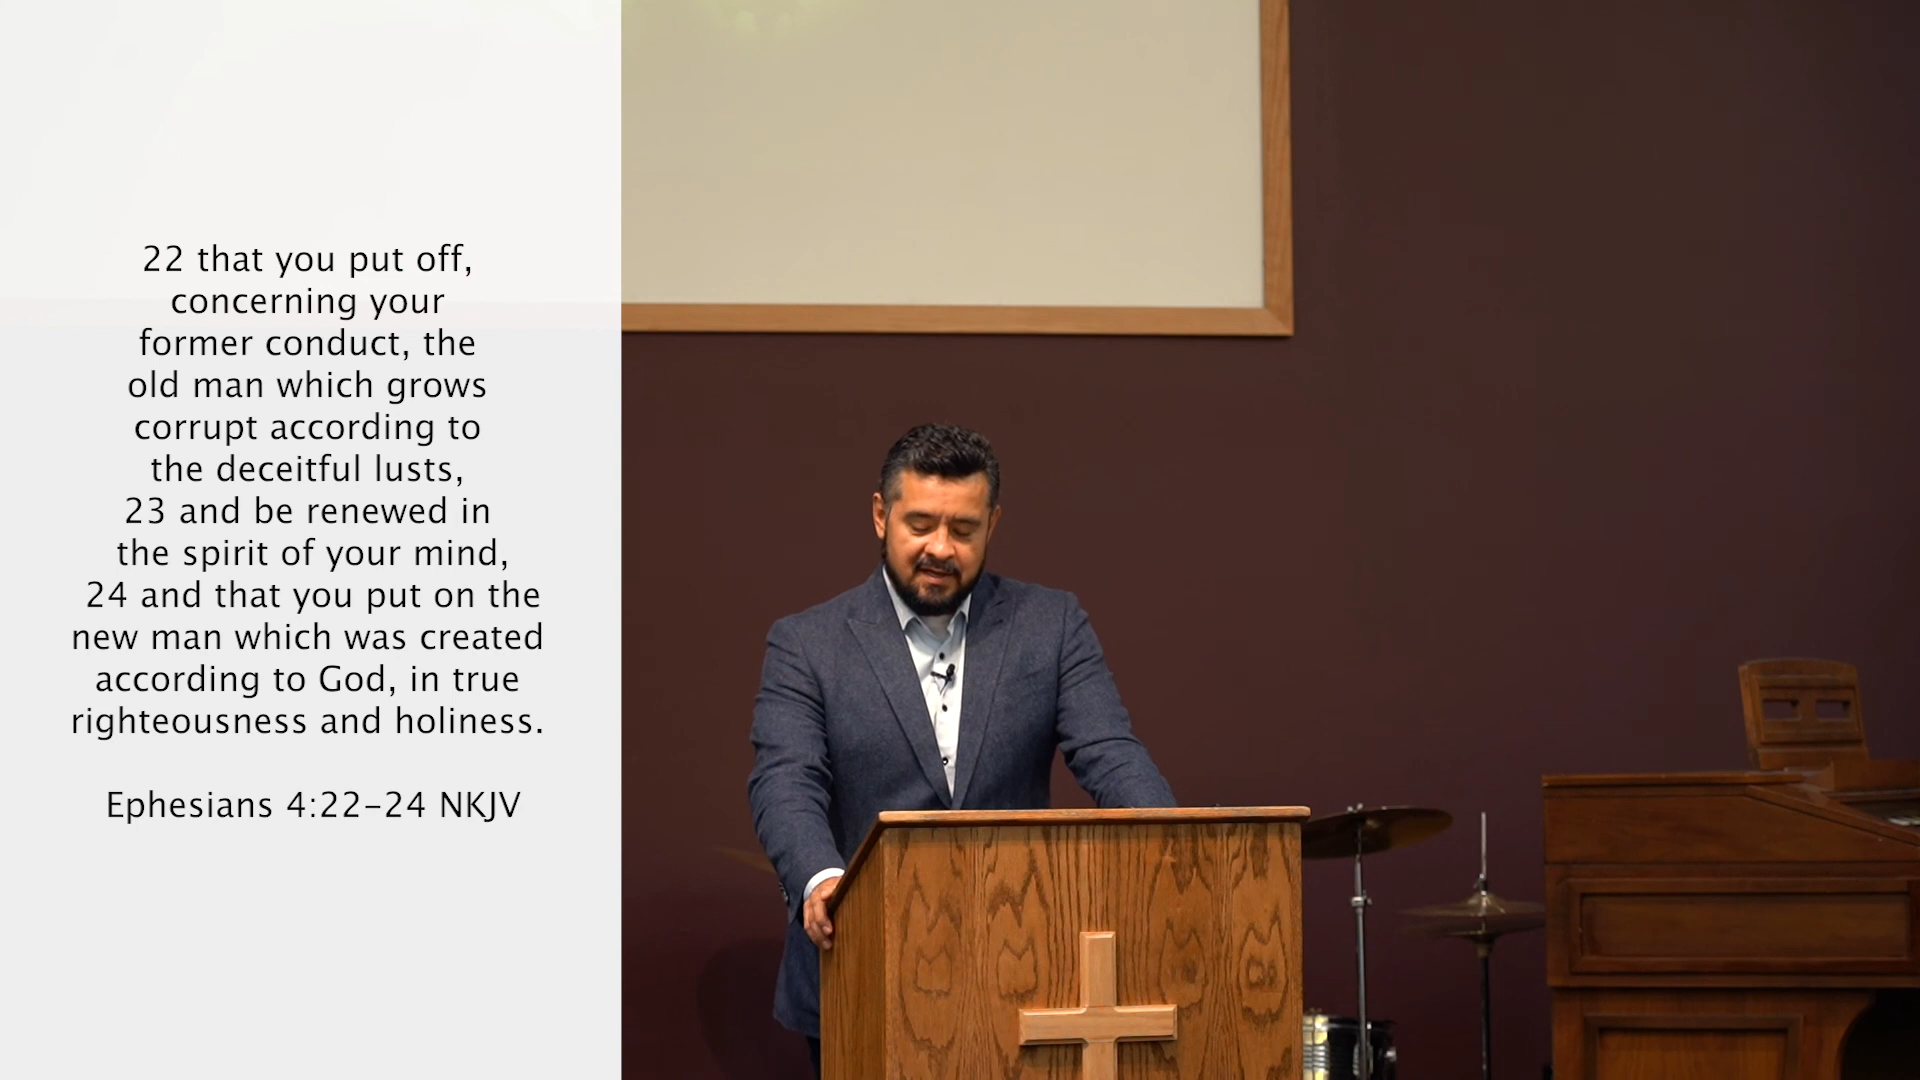 22 that you put off,
concerning your
former conduct, the
old man which grows
corrupt according to
the deceitful lusts,
23 and be renewed in
the spirit of your mind,
24 and that you put on the
new man which was created
according to God, in true
righteousness and holiness.
Ephesians 4:22-24 NKJV